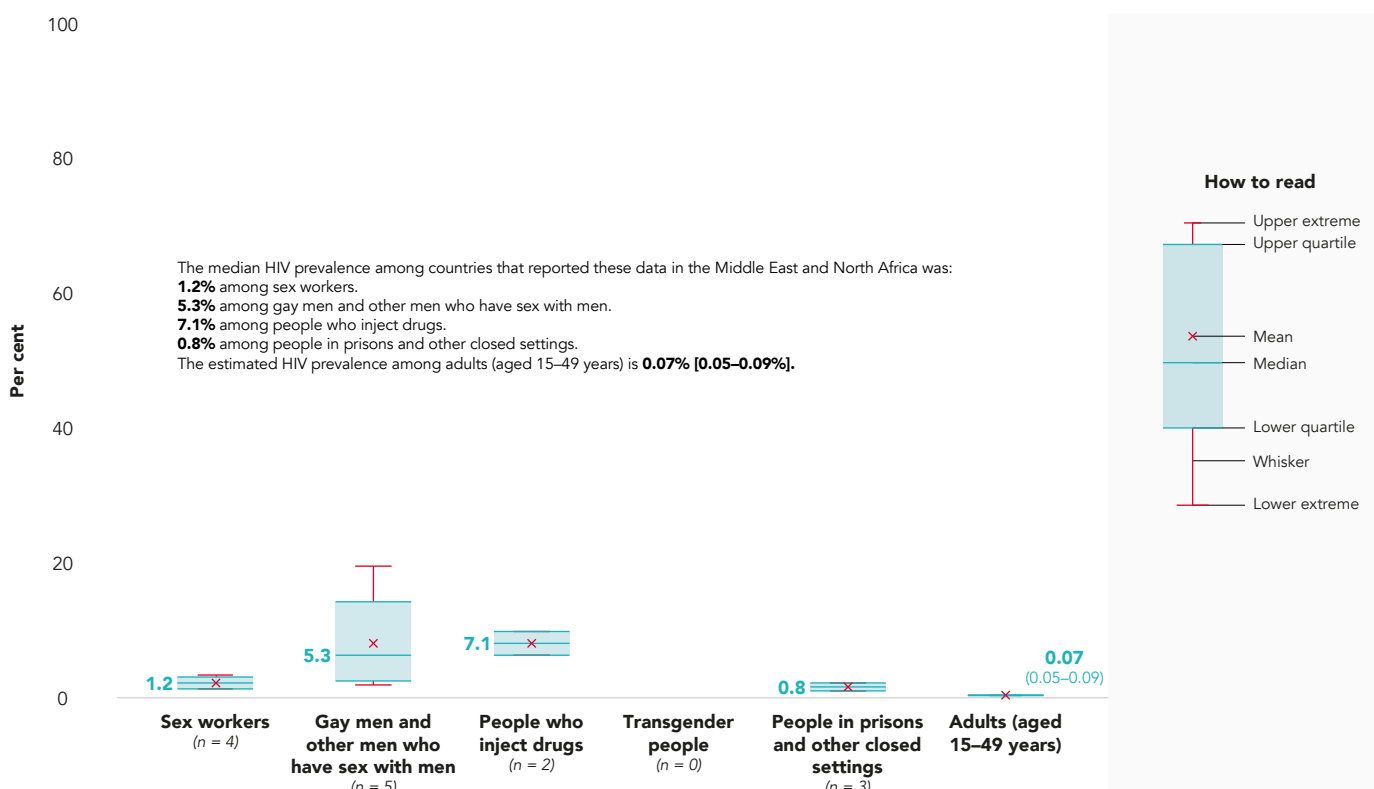 100
80
60
40
20
0
Per cent
The median HIV prevalence among countries that reported these data in the Middle East and North Africa was:
1.2% among sex workers.
5.3% among gay men and other men who have sex with men.
7.1% among people who inject drugs.
0.8% among people in prisons and other closed settings.
The estimated HIV prevalence among adults (aged 15–49 years) is 0.07% [0.05–0.09%].
1.2
5.3
7.1
0.8
0.07
(0.05–0.09)
Sex workers
(n = 4)
Gay men and
other men who
have sex with men
(n = 5)
People who
inject drugs
(n = 2)
Transgender
people
(n = 0)
People in prisons
and other closed
settings
(n = 3)
Adults (aged
15–49 years)
How to read
Upper extreme
Upper quartile
Mean
Median
Lower quartile
Whisker
Lower extreme